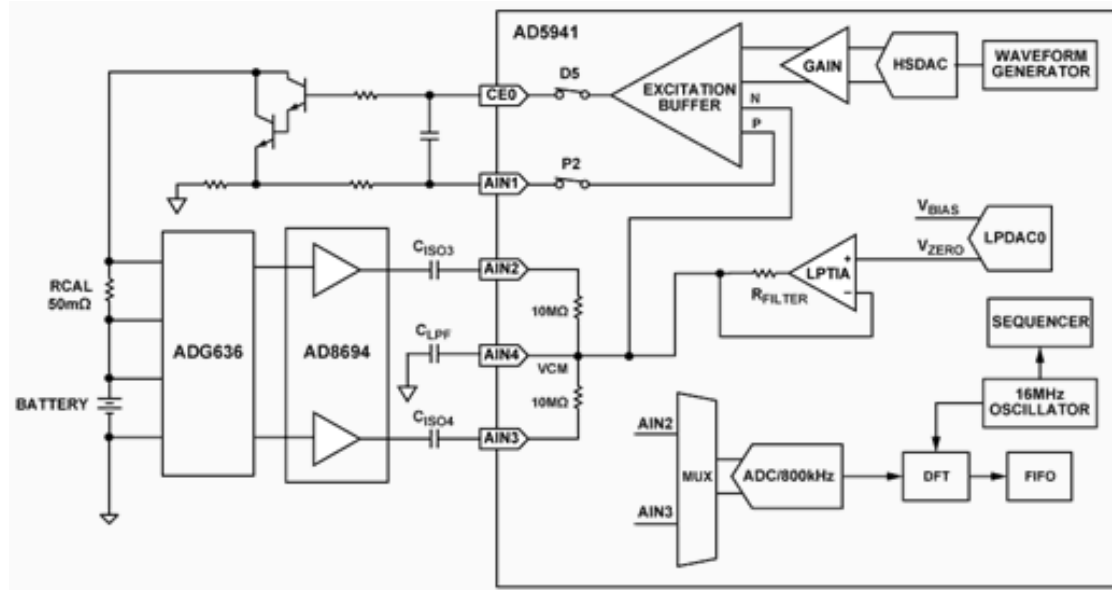 AD5941
CE0
D5
EXCITATION
BUFFER
N
P
GAIN
HSDAC
WAVEFORM
GENERATOR
AIN1
P2
RCAL
50mΩ
BATTERY
ADG636
AD8694
CISO3
AIN2
10MΩ
CLPF
AIN4
VCM
10MΩ
CISO4
AIN3
VBIAS
VZERO
LPDAC0
+
LPTIA
−
RFILTER
SEQUENCER
16MHz
OSCILLATOR
AIN2
AIN3
MUX
ADC/800kHz
DFT
FIFO